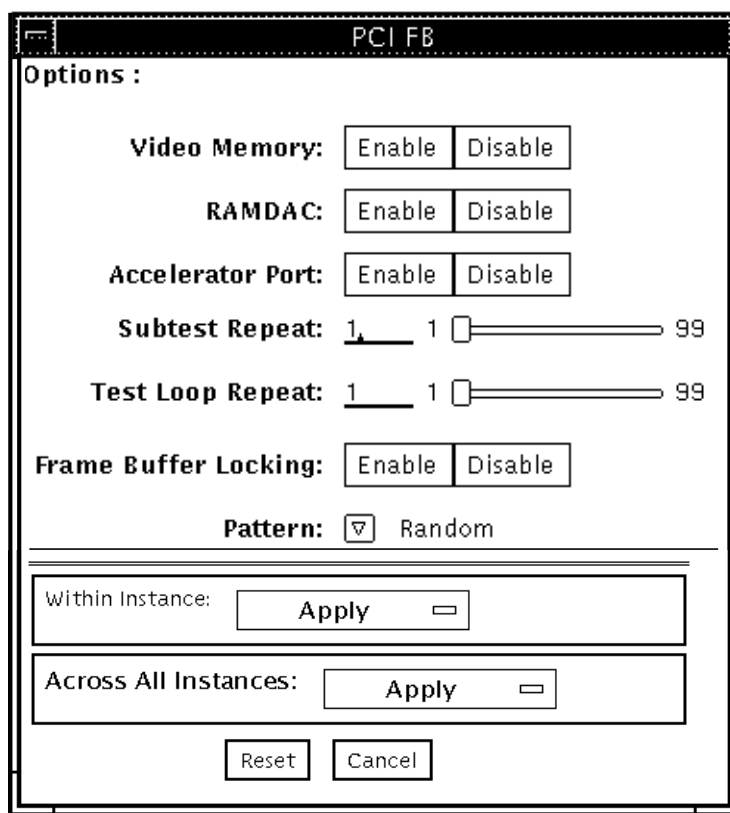 PCI FB
Options :
Video Memory: Enable Disable
RAMDAC: Enable Disable
Accelerator Port: Enable Disable
Subtest Repeat: 1 1 99
Test Loop Repeat: 1 1 99
Frame Buffer Locking: Enable Disable
Pattern: Random
Within Instance: Apply
Across All Instances: Apply
Reset Cancel